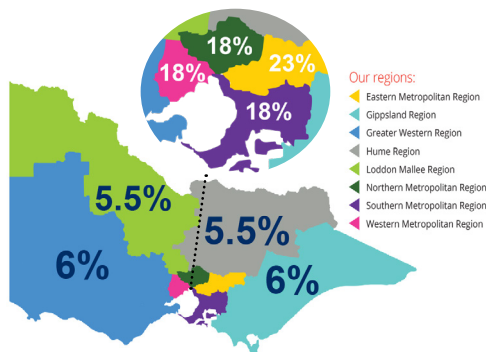 18%
18%
23%
18%
Our regions:
Eastern Metropolitan Region
Gippsland Region
Greater Western Region
Hume Region
Loddon Mallee Region
Northern Metropolitan Region
Southern Metropolitan Region
Western Metropolitan Region
5.5%
5.5%
6%
6%